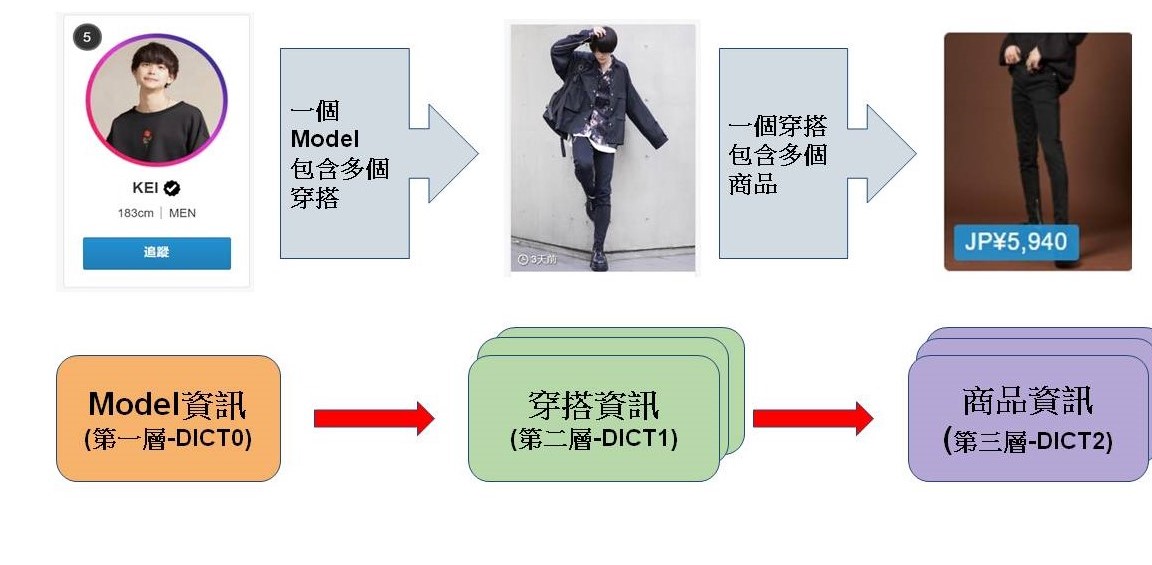 5
KEI
183cm | MEN
追蹤
一個
Model
包含多個
穿搭
3天前
一個穿搭
包含多個
商品
JP¥5,940
Model資訊
(第一層-DICT0)
穿搭資訊
(第二層-DICT1)
商品資訊
(第三層-DICT2)